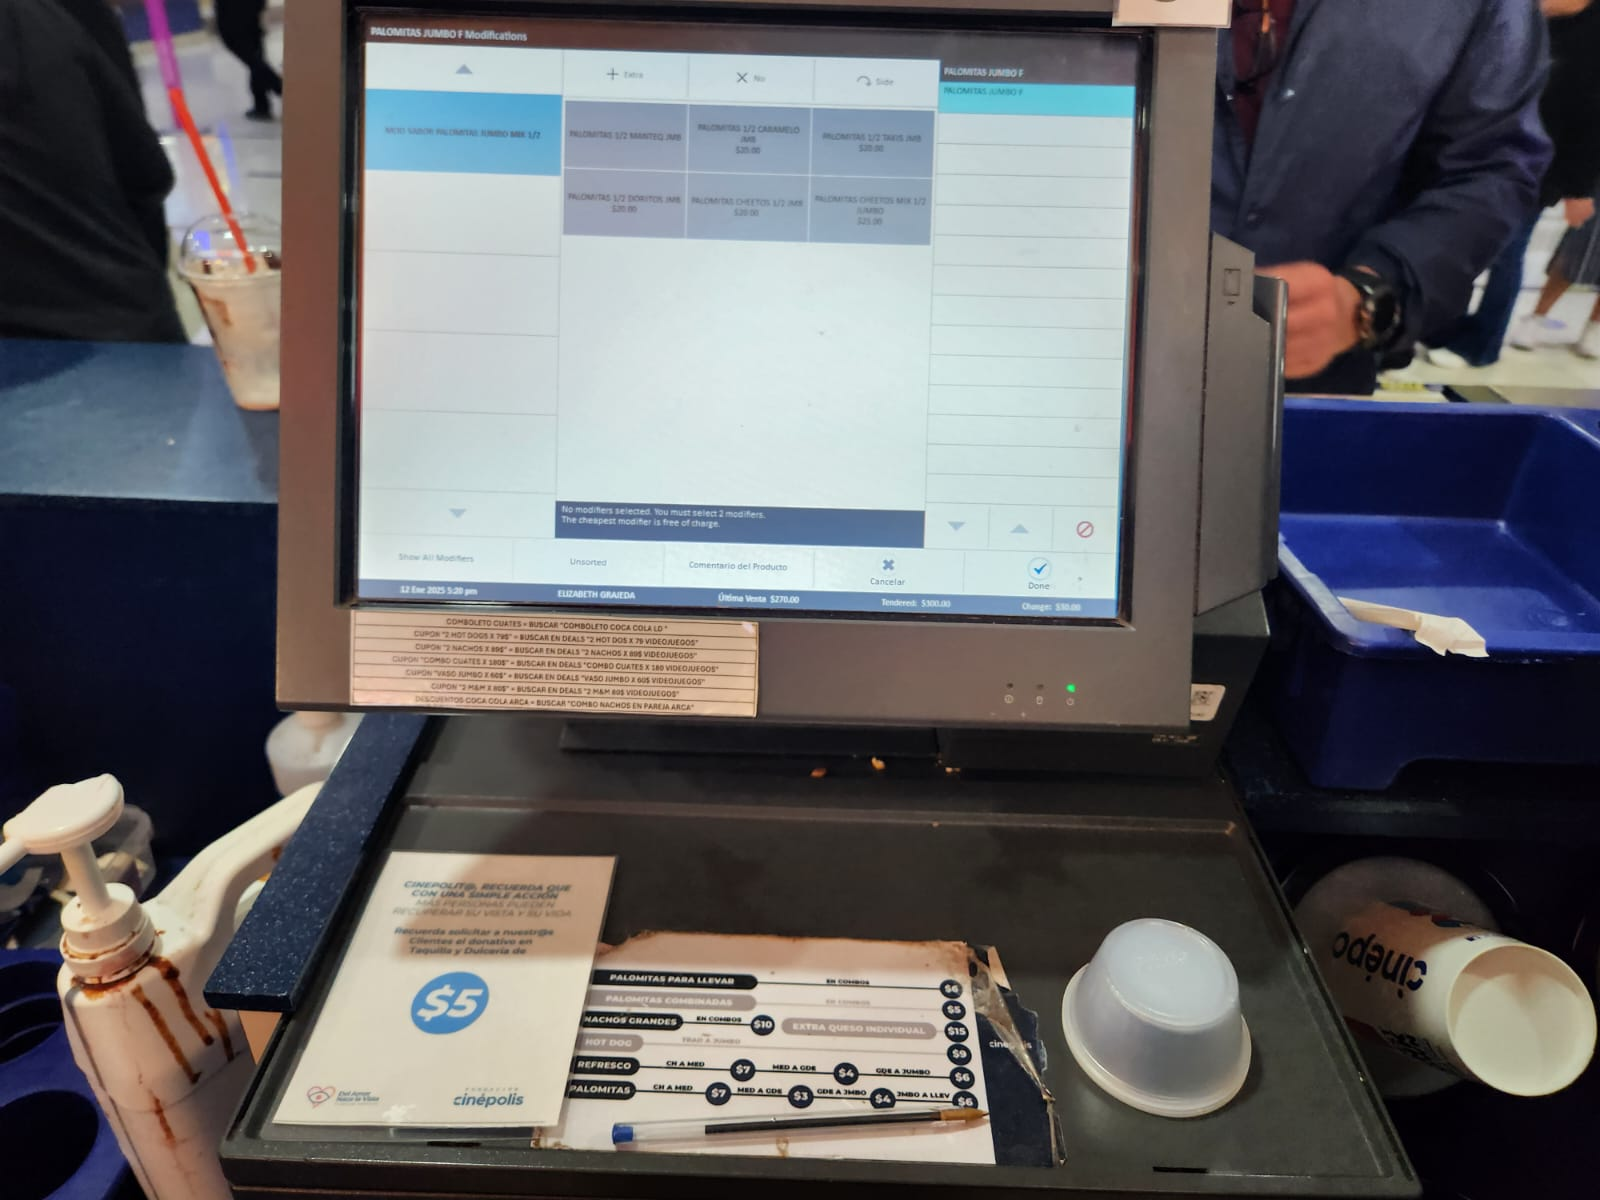 PALOMITAS JUMBO F Modifications
Extra
No
Side
PALOMITAS JUMBO F
PALOMITAS JUMBO F
MOD SABOR PALOMITAS JUMBO MIX 1/2
PALOMITAS 1/2 MANTEQ JMB
PALOMITAS 1/2 CARAMELO JMB
$20.00
PALOMITAS 1/2 TAKIS JMB
$20.00
PALOMITAS 1/2 DORITOS JMB
$20.00
PALOMITAS CHEETOS 1/2 JMB
$20.00
PALOMITAS CHEETOS MIX 1/2 JUMBO
$25.00
No modifiers selected. You must select 2 modifiers.
The cheapest modifier is free of charge.
Show All Modifiers
Unsorted
Comentario del Producto
Cancelar
Done
12 Ene 2025 5:20 pm
ELIZABETH GRAJEDA
Última Venta $270.00
Tendered: $300.00
Change: $30.00
COMBOLETO CUATES = BUSCAR "COMBOLETO COCA COLA LD "
CUPON "2 HOT DOGS X 79$" = BUSCAR EN DEALS "2 HOT DOS X 79 VIDEOJUEGOS"
CUPON "2 NACHOS X 89$" = BUSCAR EN DEALS "2 NACHOS X 89$ VIDEOJUEGOS"
CUPON "COMBO CUATES X 180$" = BUSCAR EN DEALS "COMBO CUATES X 180 VIDEOJUEGOS"
CUPON "VASO JUMBO X 60$" = BUSCAR EN DEALS "VASO JUMBO X 60$ VIDEOJUEGOS"
CUPON "2 M&M X 80$" = BUSCAR EN DEALS "2 M&M 80$ VIDEOJUEGOS"
DESCUENTOS COCA COLA ARCA = BUSCAR "COMBO NACHOS EN PAREJA ARCA"
CINEPOLIT@, RECUERDA QUE
CON UNA SIMPLE ACCIÓN
MÁS PERSONAS PUEDEN
RECUPERAR SU VISTA Y SU VIDA
Recuerda solicitar a nuestr@s
Clientes el donativo en
Taquilla y Dulcería de
$5
Del Amor
Nace la Vista
FUNDACIÓN
cinépolis
PALOMITAS PARA LLEVAR EN COMBOS $6
PALOMITAS COMBINADAS EN COMBOS $5
NACHOS GRANDES EN COMBOS $10 EXTRA QUESO INDIVIDUAL $15
HOT DOG TRAD A JUMBO $9
REFRESCO CH A MED $7 MED A GDE $4 GDE A JUMBO $6
PALOMITAS CH A MED $7 MED A GDE $3 GDE A JMBO $4 JMBO A LLEV $6
cinépolis
cinépo